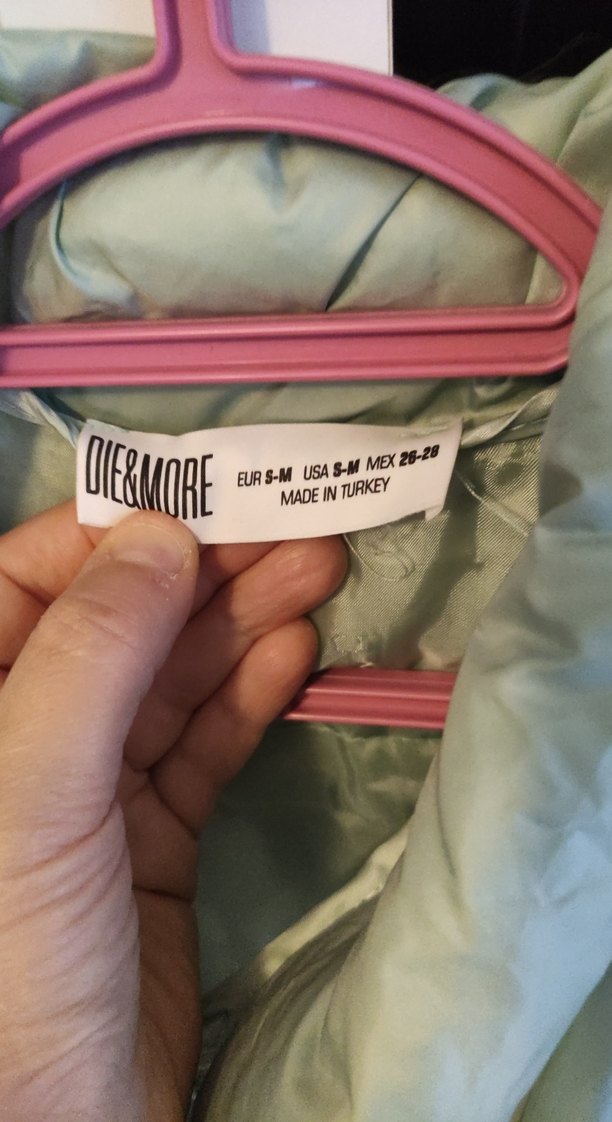 DIE&MORE
EUR S-M USA S-M MEX 26-28
MADE IN TURKEY